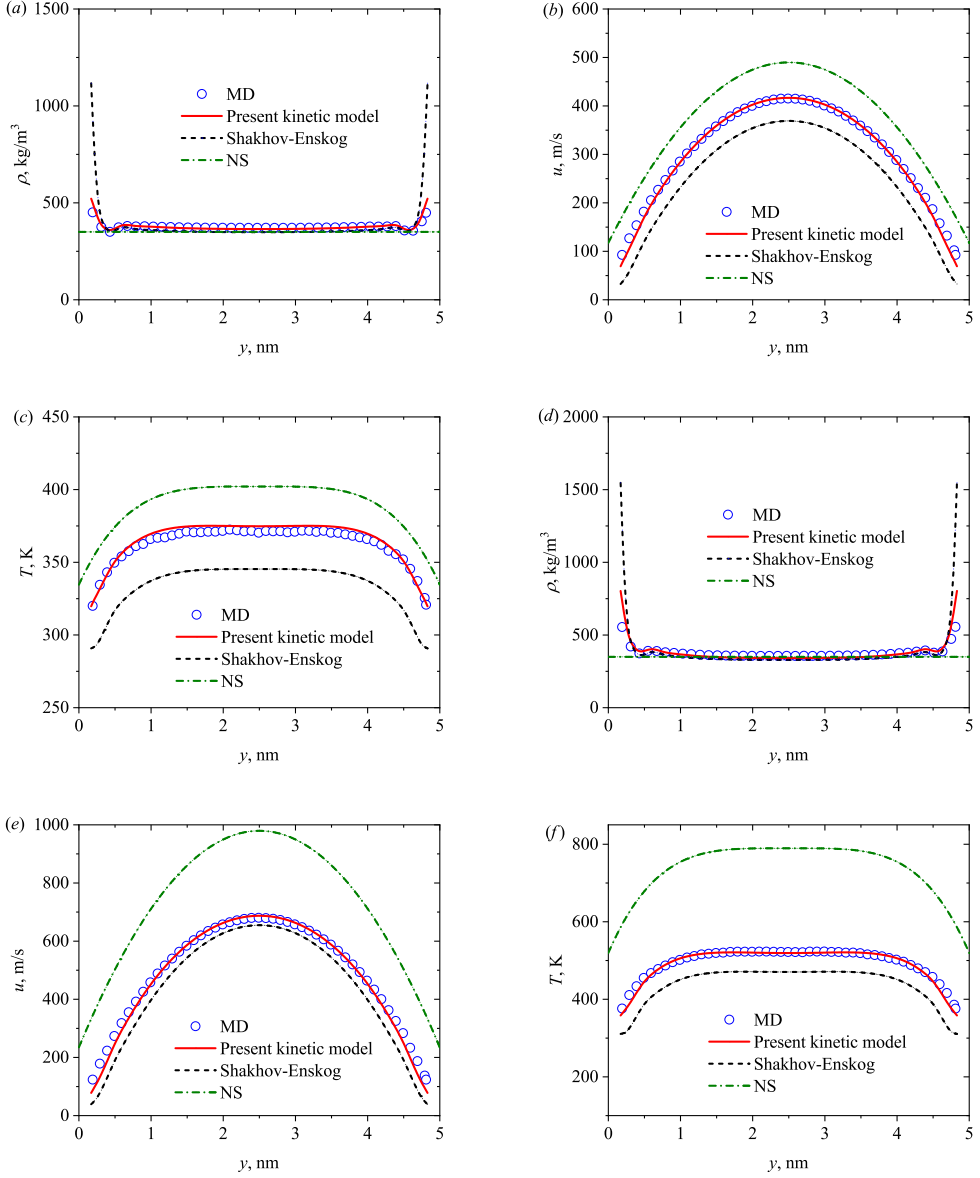 (a)
1500
1000
500
0
ρ, kg/m³
MD
Present kinetic model
Shakhov-Enskog
NS
0 1 2 3 4 5
y, nm
(b)
600
500
400
300
200
100
0
u, m/s
MD
Present kinetic model
Shakhov-Enskog
NS
0 1 2 3 4 5
y, nm
(c)
450
400
350
300
250
T, K
MD
Present kinetic model
Shakhov-Enskog
NS
0 1 2 3 4 5
y, nm
(d)
2000
1500
1000
500
0
ρ, kg/m³
MD
Present kinetic model
Shakhov-Enskog
NS
0 1 2 3 4 5
y, nm
(e)
1000
800
600
400
200
0
u, m/s
MD
Present kinetic model
Shakhov-Enskog
NS
0 1 2 3 4 5
y, nm
(f)
800
600
400
200
T, K
MD
Present kinetic model
Shakhov-Enskog
NS
0 1 2 3 4 5
y, nm